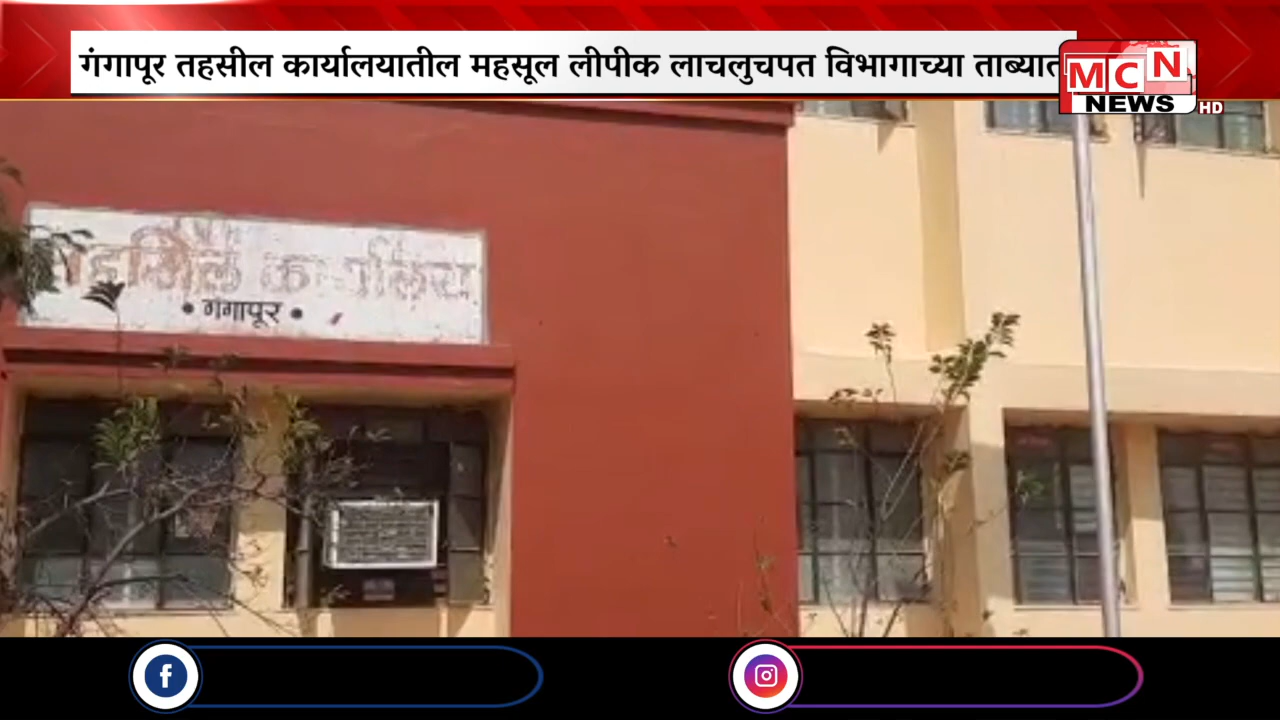 गंगापूर तहसील कार्यालयातील महसूल लीपीक लाचलुचपत विभागाच्या ताब्यात
MCN
NEWS
HD
तहसिल कार्यालय
• गंगापूर •